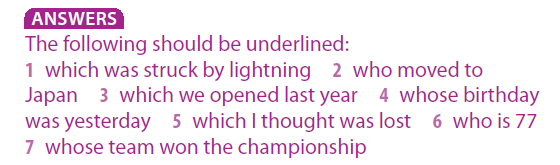 ANSWERS
The following should be underlined:
1 which was struck by lightning 2 who moved to
Japan 3 which we opened last year 4 whose birthday
was yesterday 5 which I thought was lost 6 who is 77
7 whose team won the championship